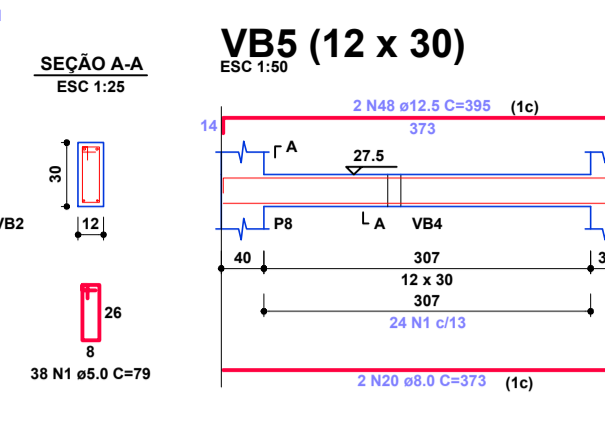 SEÇÃO A-A
ESC 1:25
30
VB2
12
26
8
38 N1 ø5.0 C=79
VB5 (12 x 30)
ESC 1:50
2 N48 ø12.5 C=395 (1c)
14
373
A
27.5
P8
A
VB4
40
307
3
12 x 30
307
24 N1 c/13
2 N20 ø8.0 C=373 (1c)